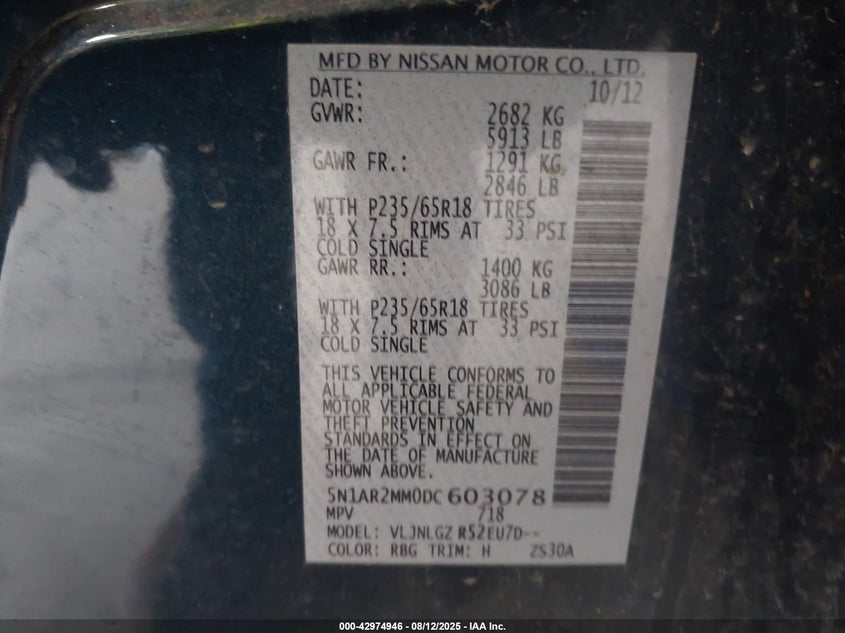 MFD BY NISSAN MOTOR CO., LTD.
DATE: 10/12
GVWR: 2682 KG
5913 LB
GAWR FR.: 1291 KG
2846 LB
WITH P235/65R18 TIRES
18 X 7.5 RIMS AT 33 PSI
COLD SINGLE
GAWR RR.: 1400 KG
3086 LB
WITH P235/65R18 TIRES
18 X 7.5 RIMS AT 33 PSI
COLD SINGLE
THIS VEHICLE CONFORMS TO
ALL APPLICABLE FEDERAL
MOTOR VEHICLE SAFETY AND
THEFT PREVENTION
STANDARDS IN EFFECT ON
THE DATE OF MANUFACTURE
SHOWN ABOVE.
5N1AR2MM0DC603078
MPV 718
MODEL: VLJNLGZ R52EU7D--
COLOR: RBG TRIM: H ZS30A
000-42974946 - 08/12/2025 - IAA Inc.